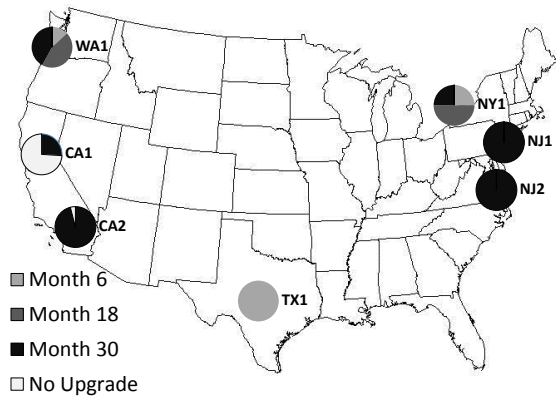 WA1
NY1
NJ1
CA1
NJ2
CA2
Month 6
TX1
Month 18
Month 30
No Upgrade